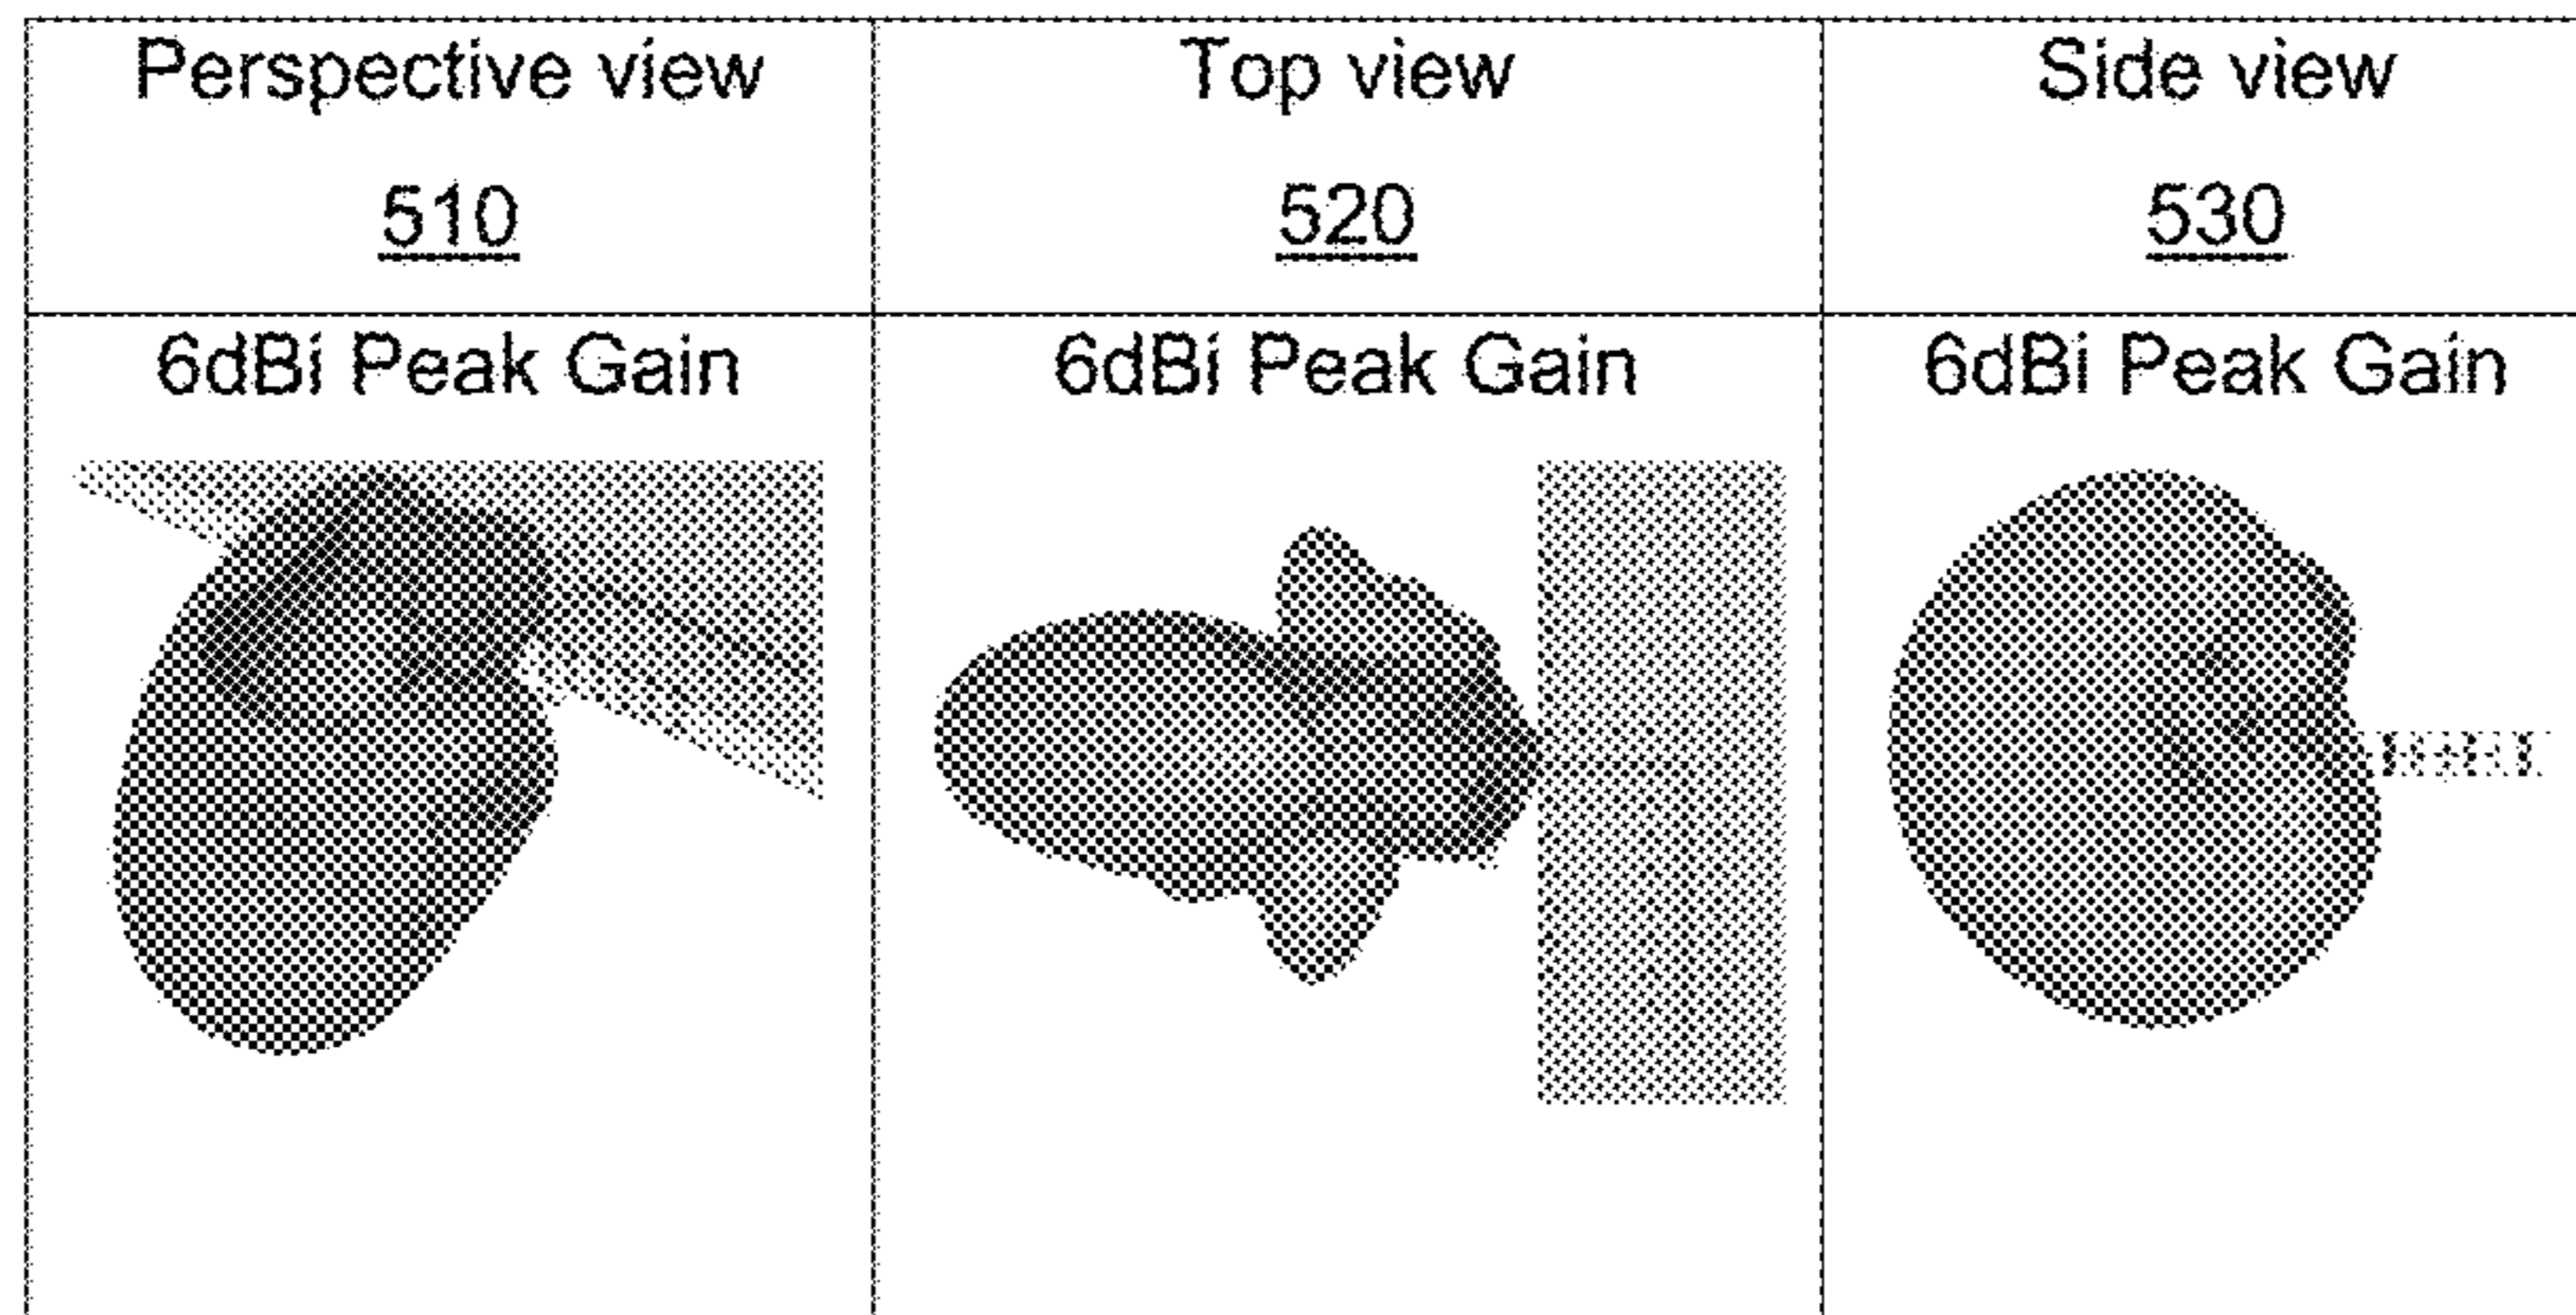 Perspective view
510
Top view
520
Side view
530
6dBi Peak Gain
6dBi Peak Gain
6dBi Peak Gain